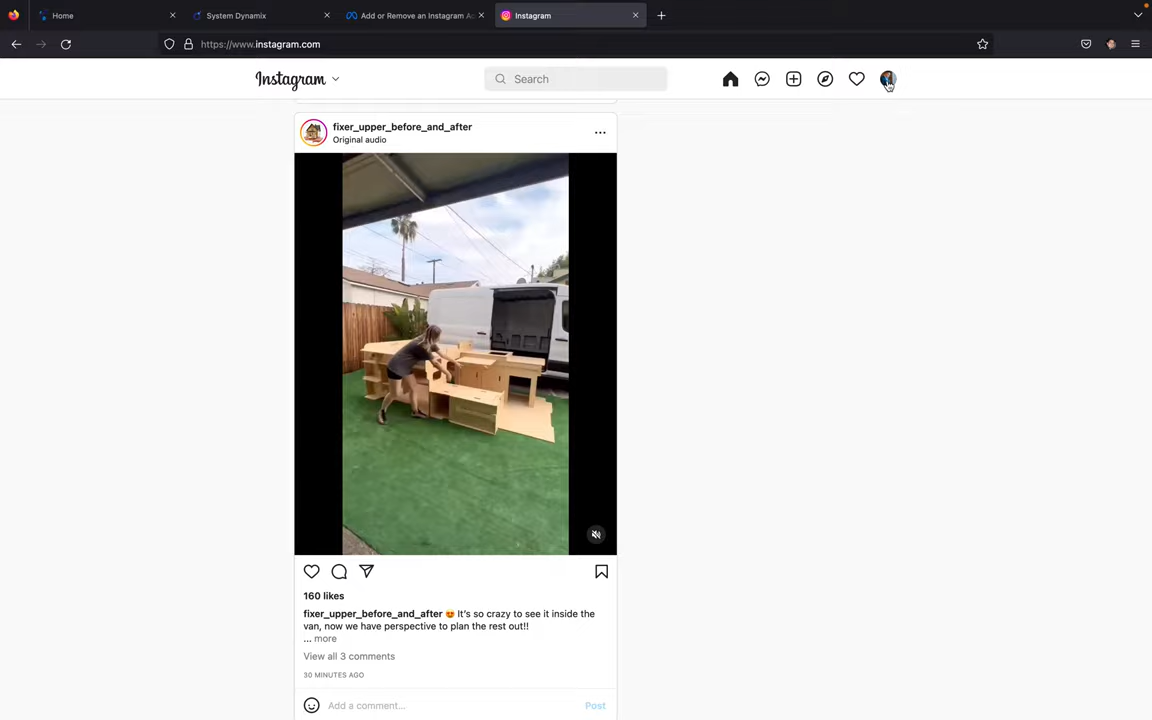 Home
System Dynamix
Add or Remove an Instagram Ac
Instagram
https://www.instagram.com
Instagram
Search
fixer_upper_before_and_after
Original audio
160 likes
fixer_upper_before_and_after 😍 It's so crazy to see it inside the
van, now we have perspective to plan the rest out!!
... more
View all 3 comments
30 MINUTES AGO
Add a comment...
Post